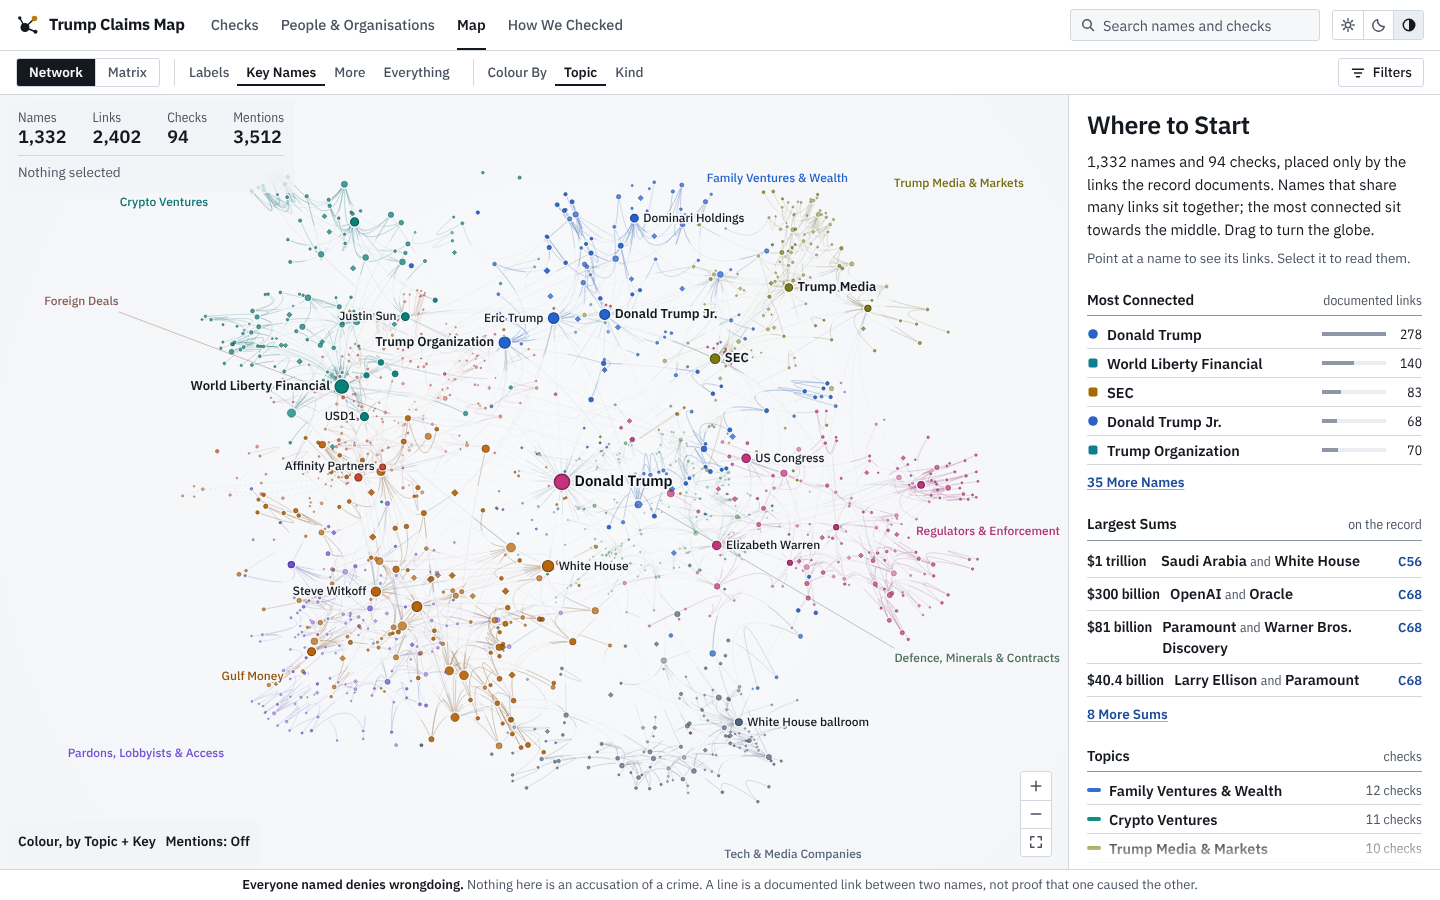 Trump Claims Map
Checks
People & Organisations
Map
How We Checked
Search names and checks
Network
Matrix
Labels
Key Names
More
Everything
Colour By
Topic
Kind
Filters
Names
Links
Checks
Mentions
1,332
2,402
94
3,512
Nothing selected
Crypto Ventures
Family Ventures & Wealth
Trump Media & Markets
Dominari Holdings
Trump Media
Foreign Deals
Justin Sun
Eric Trump
Donald Trump Jr.
Trump Organization
SEC
World Liberty Financial
USD1
Affinity Partners
US Congress
Donald Trump
Regulators & Enforcement
Elizabeth Warren
White House
Steve Witkoff
Defence, Minerals & Contracts
Gulf Money
White House ballroom
Pardons, Lobbyists & Access
Tech & Media Companies
Colour, by Topic + Key Mentions: Off
Where to Start
1,332 names and 94 checks, placed only by the
links the record documents. Names that share
many links sit together; the most connected sit
towards the middle. Drag to turn the globe.
Point at a name to see its links. Select it to read them.
Most Connected documented links
Donald Trump 278
World Liberty Financial 140
SEC 83
Donald Trump Jr. 68
Trump Organization 70
35 More Names
Largest Sums on the record
$1 trillion Saudi Arabia and White House C56
$300 billion OpenAI and Oracle C68
$81 billion Paramount and Warner Bros. C68
Discovery
$40.4 billion Larry Ellison and Paramount C68
8 More Sums
Topics checks
Family Ventures & Wealth 12 checks
Crypto Ventures 11 checks
Trump Media & Markets 10 checks
Everyone named denies wrongdoing. Nothing here is an accusation of a crime. A line is a documented link between two names, not proof that one caused the other.